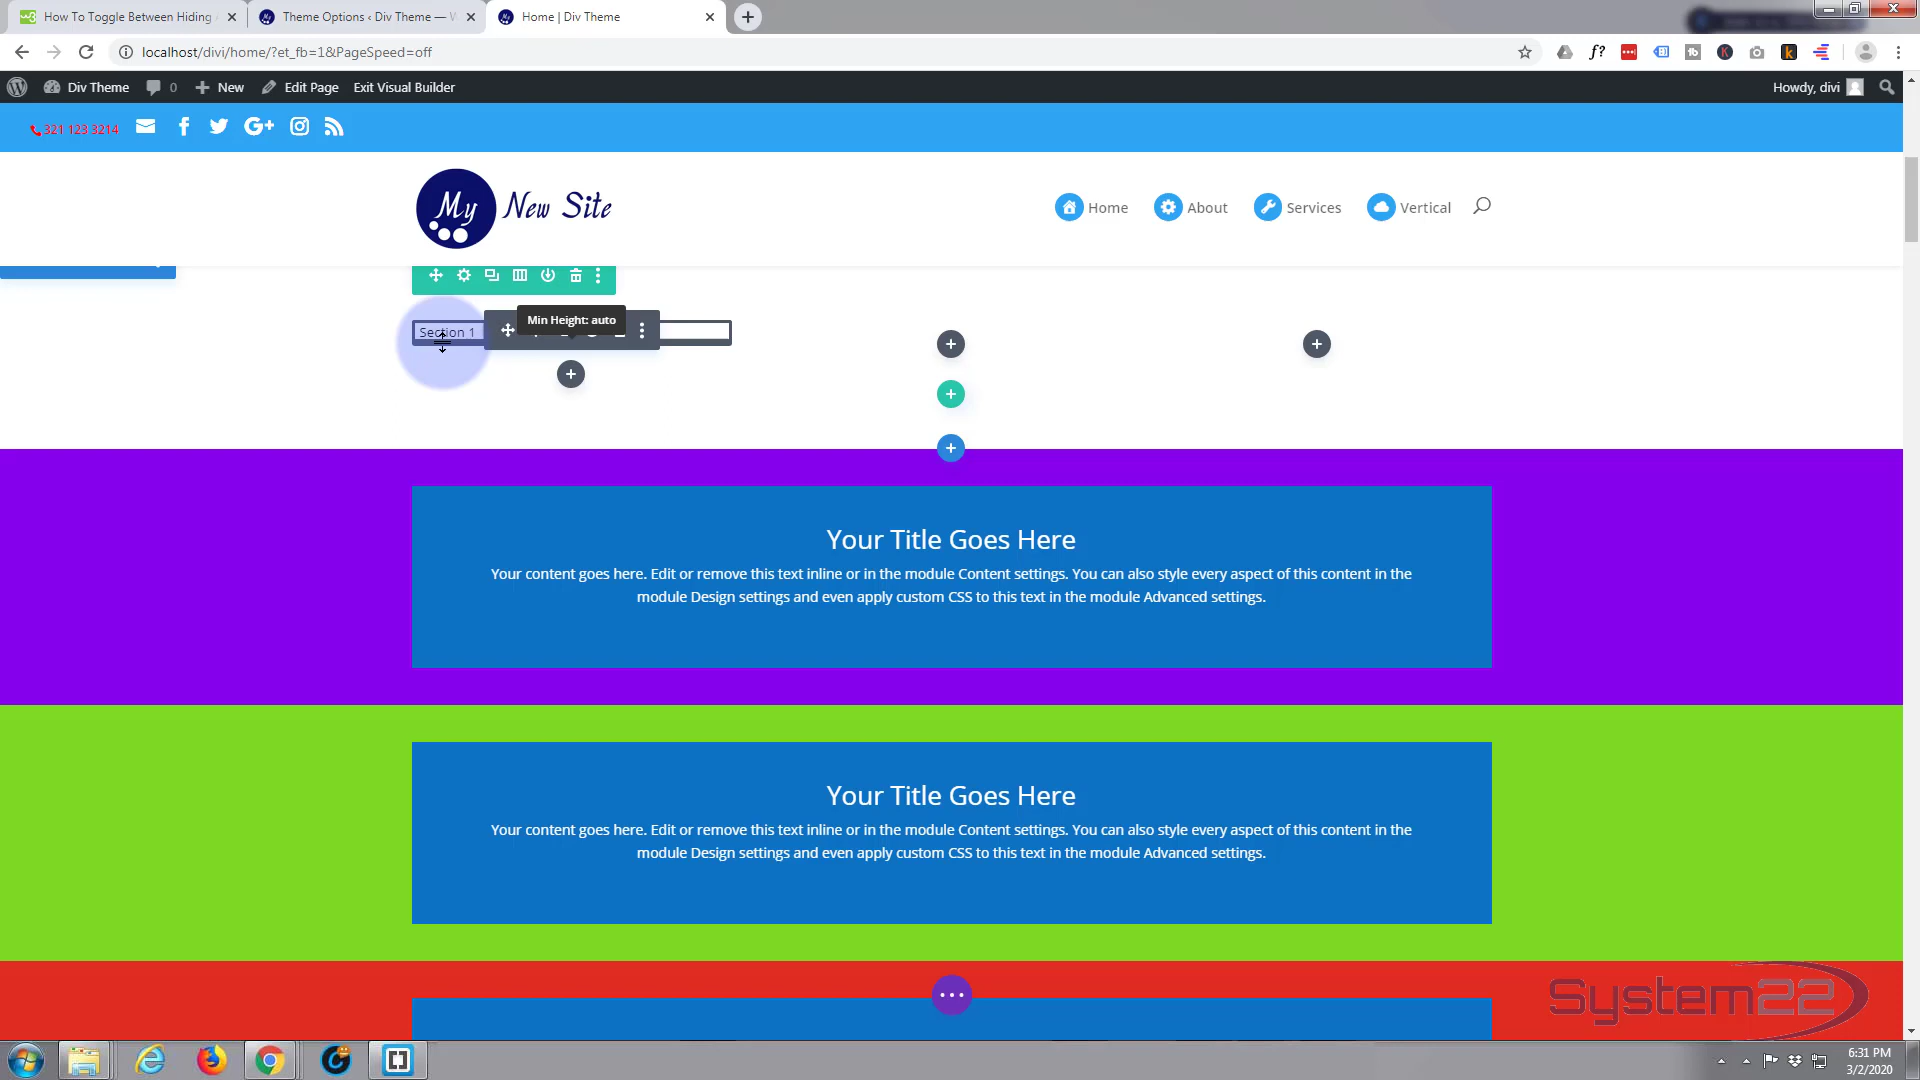 How To Toggle Between Hiding
Theme Options ‹ Div Theme — W
Home | Div Theme
localhost/divi/home/?et_fb=1&PageSpeed=off
Div Theme
0
New
Edit Page
Exit Visual Builder
Howdy, divi
321 123 3214
My New Site
Home
About
Services
Vertical
Min Height: auto
Section 1
Your Title Goes Here
Your content goes here. Edit or remove this text inline or in the module Content settings. You can also style every aspect of this content in the
module Design settings and even apply custom CSS to this text in the module Advanced settings.
Your Title Goes Here
Your content goes here. Edit or remove this text inline or in the module Content settings. You can also style every aspect of this content in the
module Design settings and even apply custom CSS to this text in the module Advanced settings.
System22
6:31 PM
3/2/2020